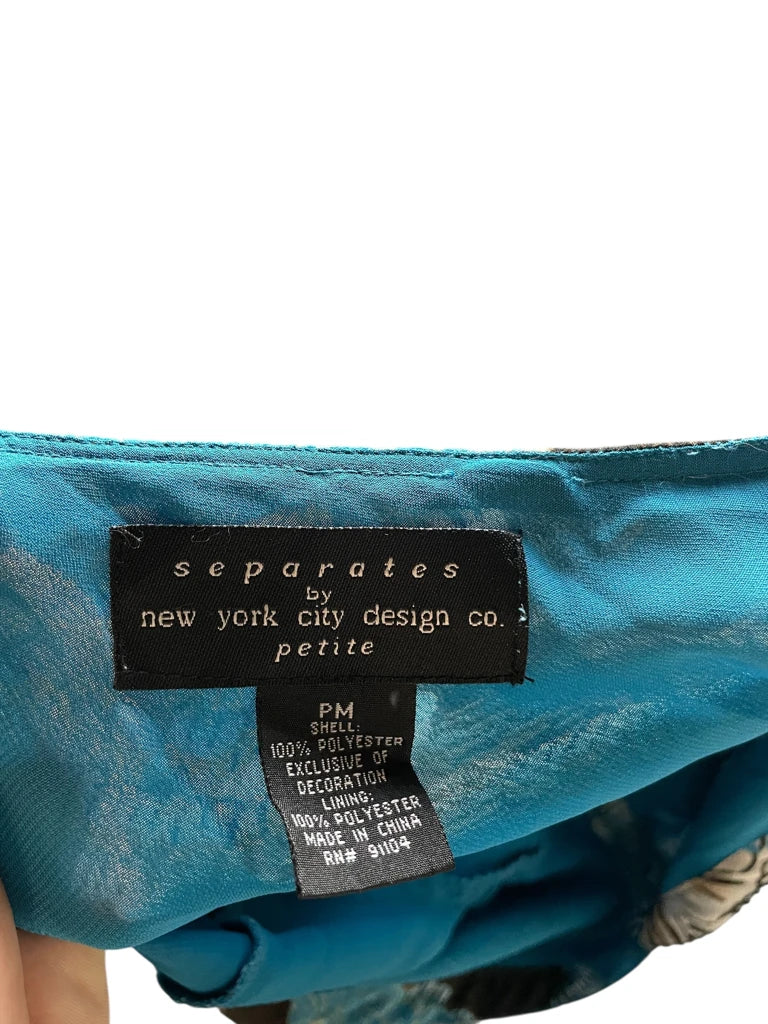 separates
by
new york city design co.
petite
PM
SHELL:
100% POLYESTER
EXCLUSIVE OF
DECORATION
LINING:
100% POLYESTER
MADE IN CHINA
RN# 91104